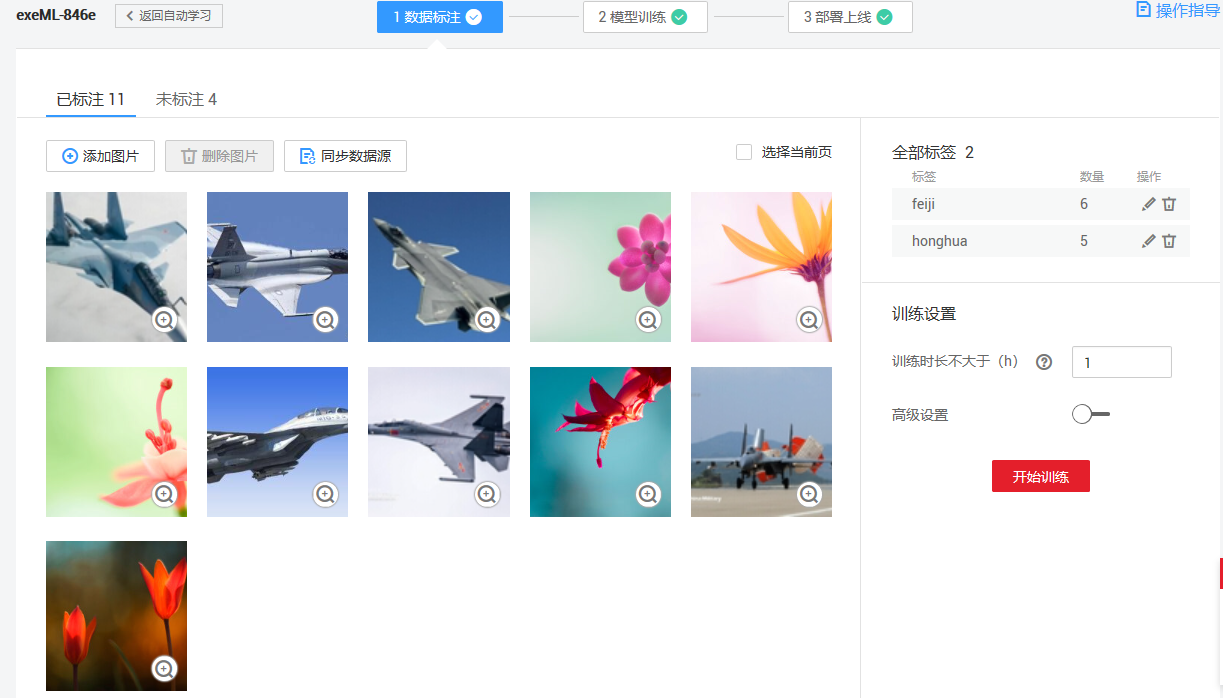 exeML-846e
返回自动学习
1 数据标注
2 模型训练
3 部署上线
操作指导
已标注 11
未标注 4
添加图片
删除图片
同步数据源
选择当前页
全部标签 2
标签
数量
操作
feiji
6
honghua
5
训练设置
训练时长不大于（h）
?
1
高级设置
开始训练